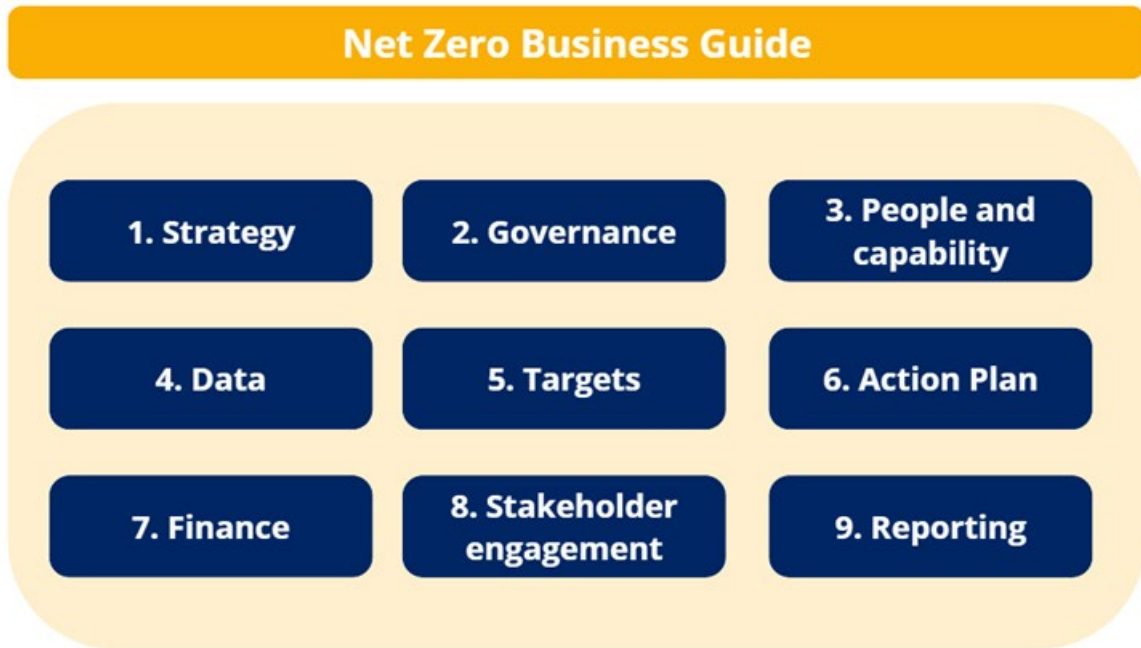 Net Zero Business Guide
1. Strategy
2. Governance
3. People and
capability
4. Data
5. Targets
6. Action Plan
7. Finance
8. Stakeholder
engagement
9. Reporting